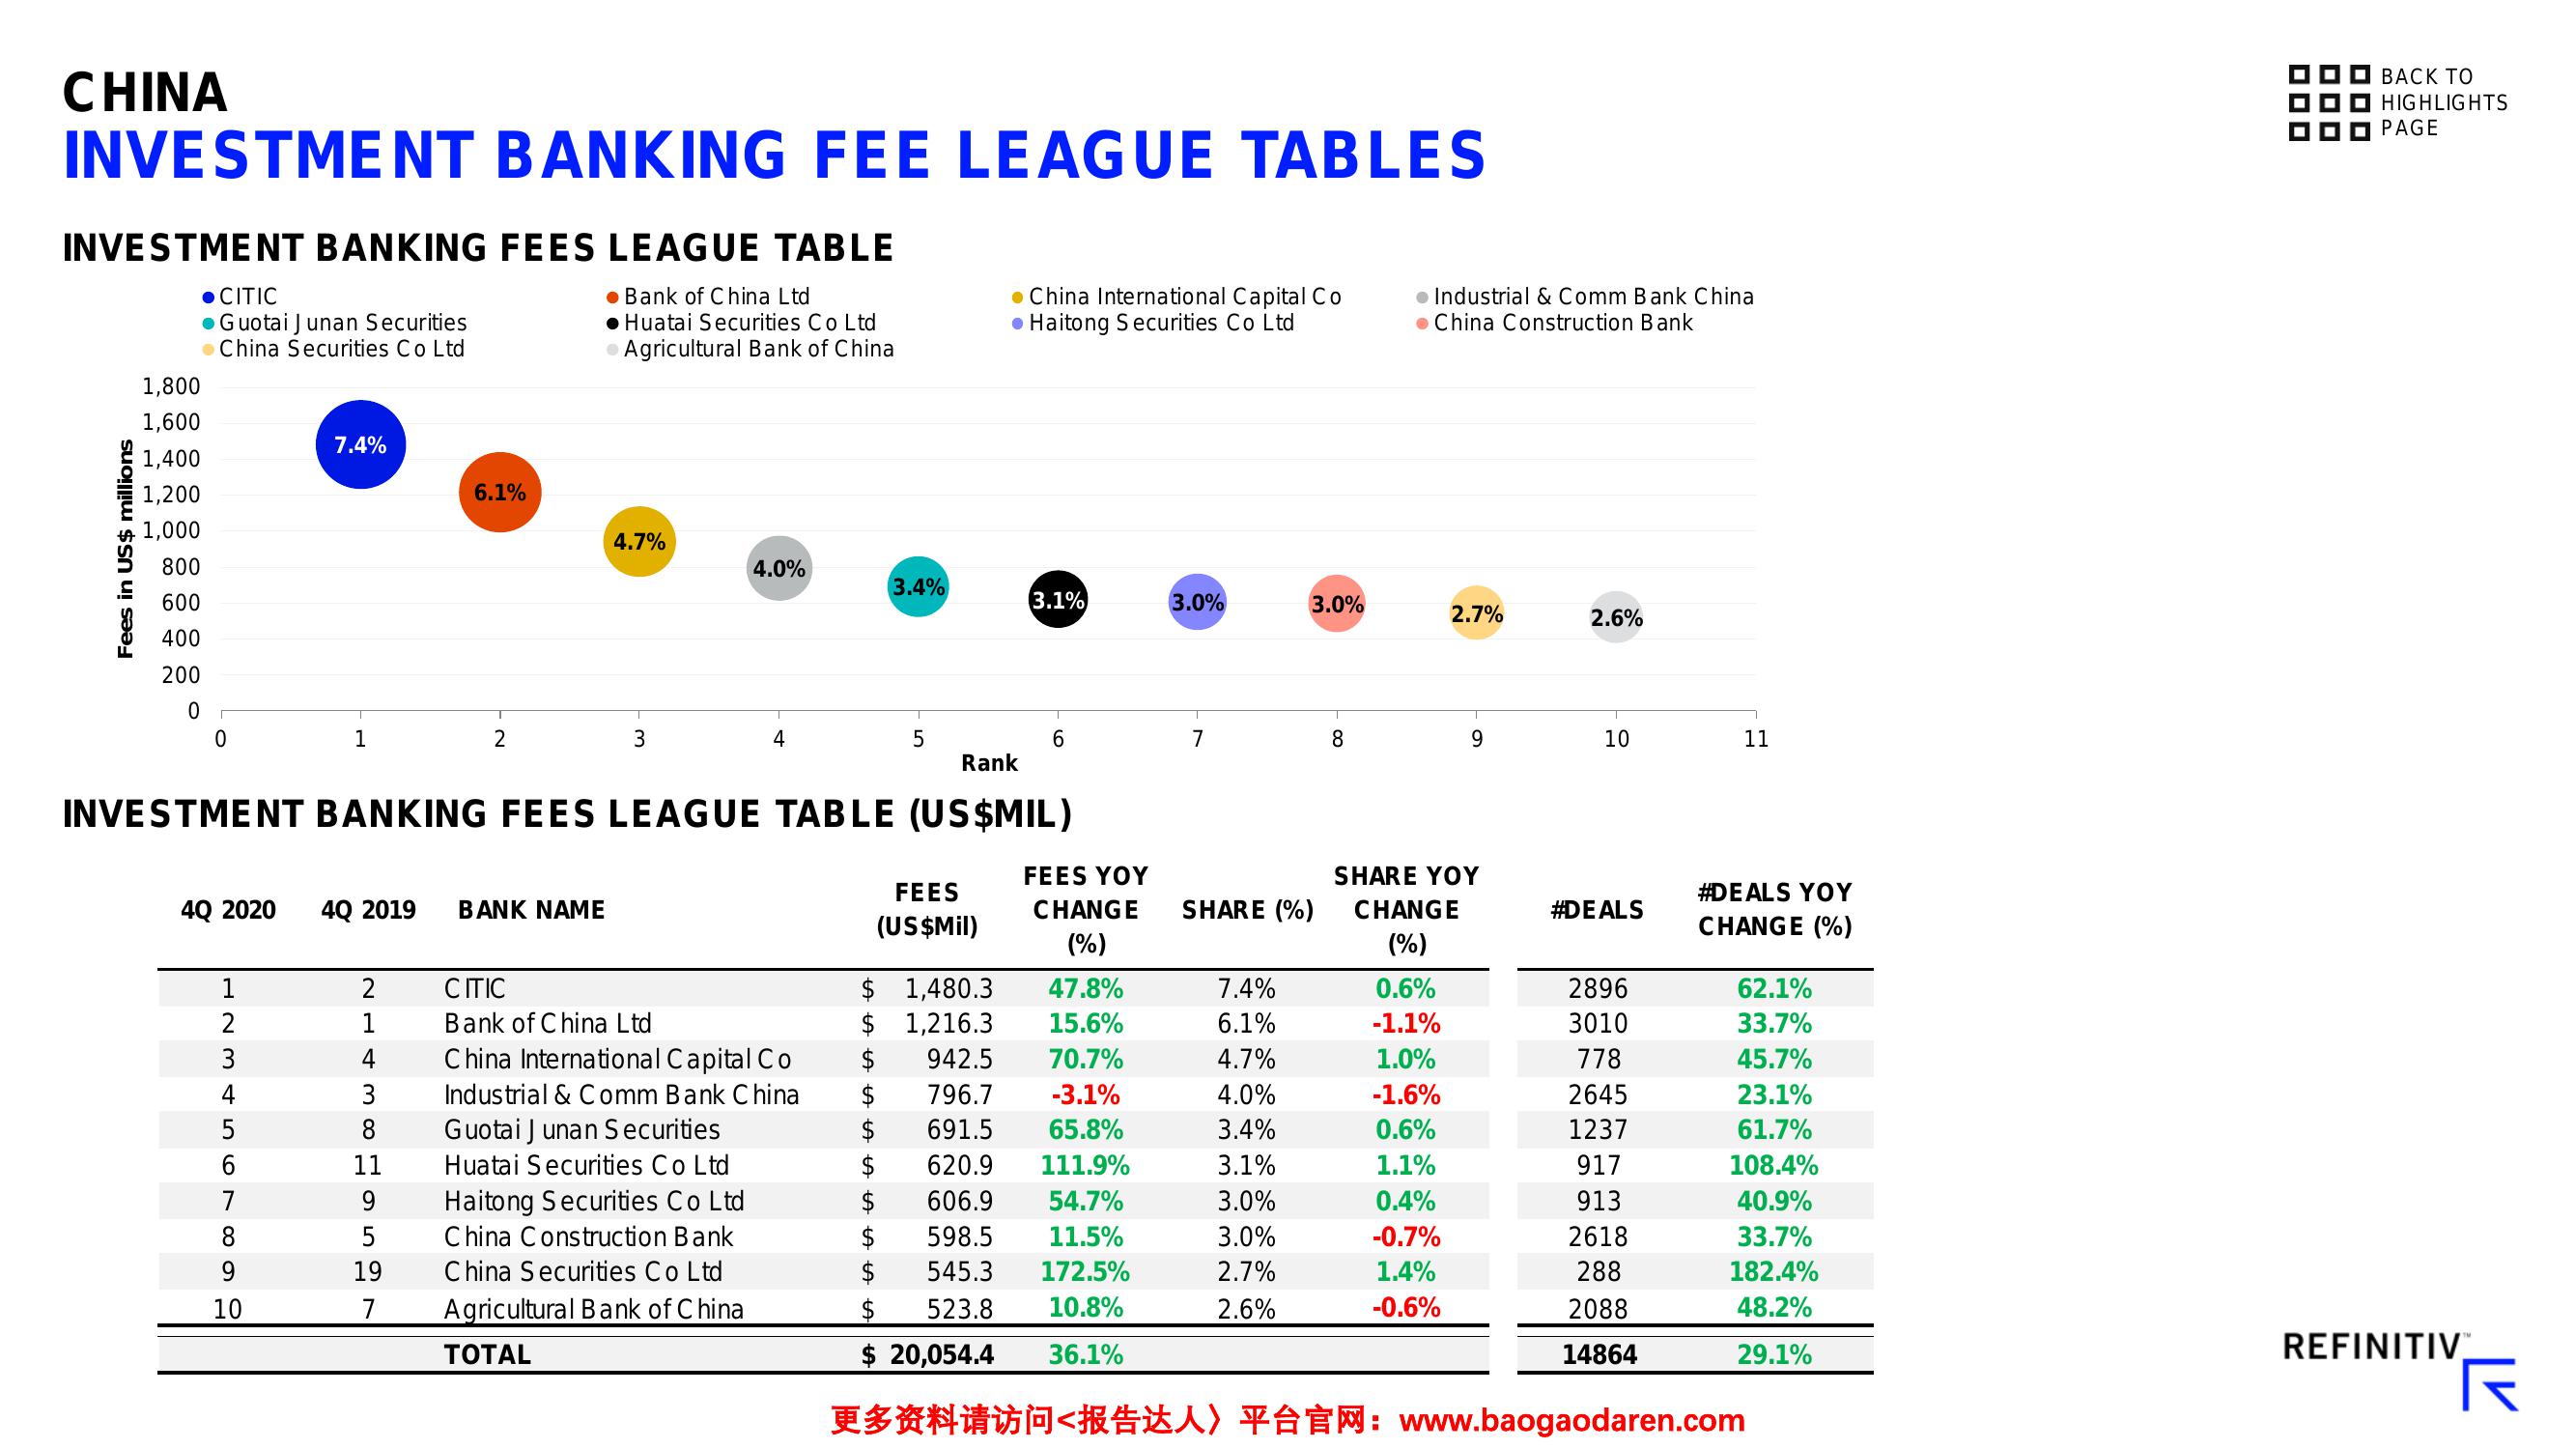 CHINA
INVESTMENT BANKING FEE LEAGUE TABLES
BACK TO
HIGHLIGHTS
PAGE
INVESTMENT BANKING FEES LEAGUE TABLE
CITIC Bank of China Ltd China International Capital Co Industrial & Comm Bank China
Guotai Junan Securities Huatai Securities Co Ltd Haitong Securities Co Ltd China Construction Bank
China Securities Co Ltd Agricultural Bank of China
Fees in US$ millions
1,800
1,600
1,400
1,200
1,000
800
600
400
200
0
7.4%
6.1%
4.7%
4.0%
3.4%
3.1%
3.0%
3.0%
2.7%
2.6%
0 1 2 3 4 5 6 7 8 9 10 11
Rank
INVESTMENT BANKING FEES LEAGUE TABLE (US$MIL)
4Q 2020 4Q 2019 BANK NAME FEES (US$Mil) FEES YOY CHANGE (%) SHARE (%) SHARE YOY CHANGE (%) #DEALS #DEALS YOY CHANGE (%)
1 2 CITIC $ 1,480.3 47.8% 7.4% 0.6% 2896 62.1%
2 1 Bank of China Ltd $ 1,216.3 15.6% 6.1% -1.1% 3010 33.7%
3 4 China International Capital Co $ 942.5 70.7% 4.7% 1.0% 778 45.7%
4 3 Industrial & Comm Bank China $ 796.7 -3.1% 4.0% -1.6% 2645 23.1%
5 8 Guotai Junan Securities $ 691.5 65.8% 3.4% 0.6% 1237 61.7%
6 11 Huatai Securities Co Ltd $ 620.9 111.9% 3.1% 1.1% 917 108.4%
7 9 Haitong Securities Co Ltd $ 606.9 54.7% 3.0% 0.4% 913 40.9%
8 5 China Construction Bank $ 598.5 11.5% 3.0% -0.7% 2618 33.7%
9 19 China Securities Co Ltd $ 545.3 172.5% 2.7% 1.4% 288 182.4%
10 7 Agricultural Bank of China $ 523.8 10.8% 2.6% -0.6% 2088 48.2%
TOTAL $ 20,054.4 36.1% 14864 29.1%
REFINITIV™
更多资料请访问<报告达人〉平台官网：www.baogaodaren.com